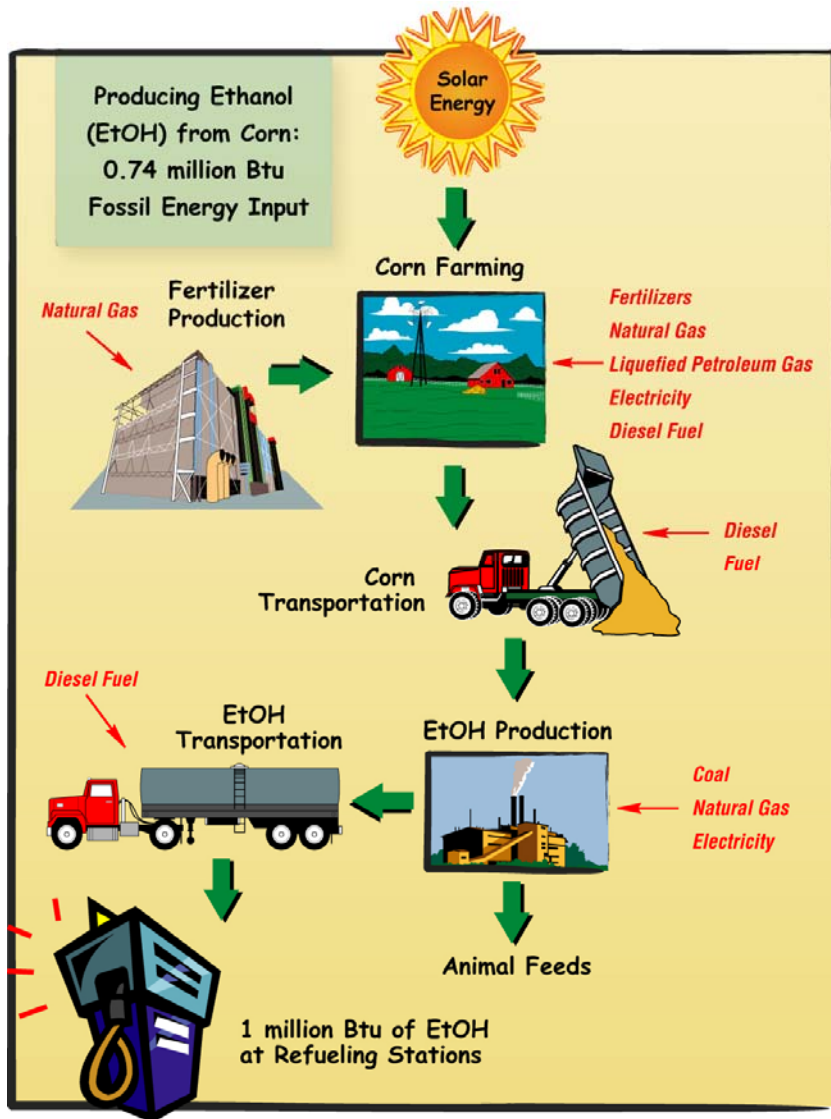 Producing Ethanol
(EtOH) from Corn:
0.74 million Btu
Fossil Energy Input
Solar
Energy
Corn Farming
Fertilizer
Production
Natural Gas
Fertilizers
Natural Gas
Liquefied Petroleum Gas
Electricity
Diesel Fuel
Diesel
Fuel
Corn
Transportation
Diesel Fuel
EtOH
Transportation
EtOH Production
Coal
Natural Gas
Electricity
Animal Feeds
1 million Btu of EtOH
at Refueling Stations